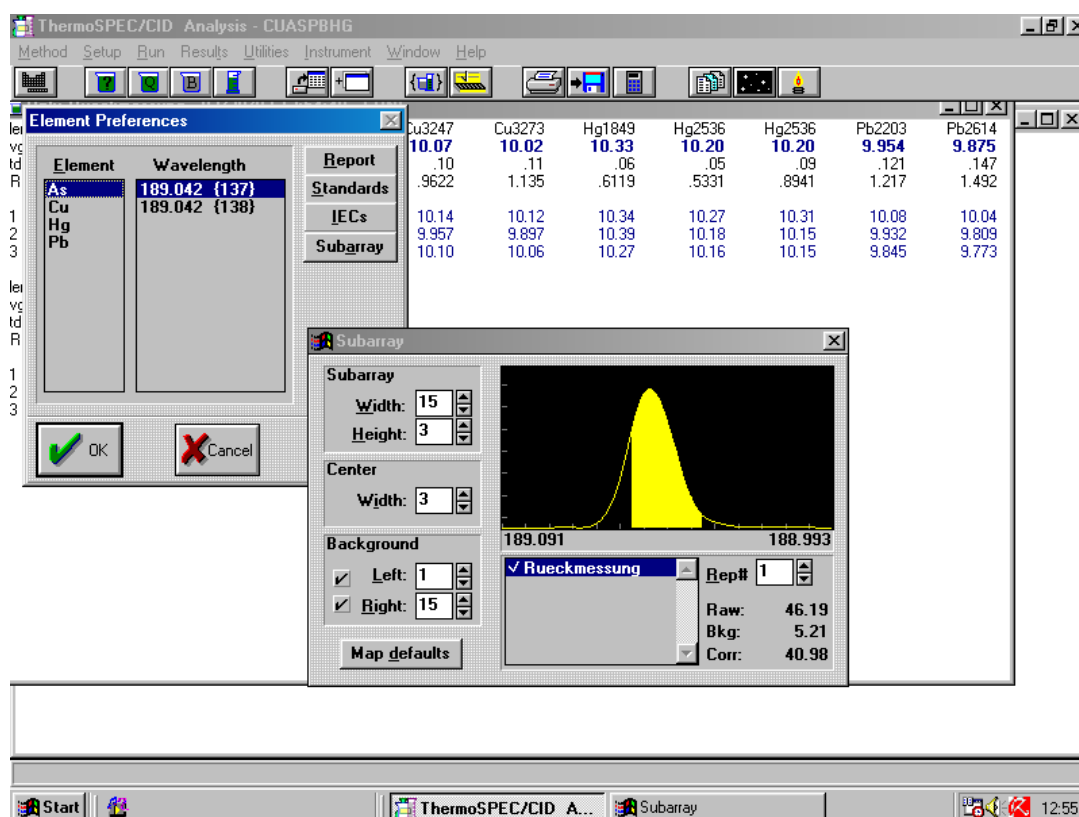 ThermoSPEC/CID Analysis - CUASPBHG
Method Setup Run Results Utilities Instrument Window Help
Element Preferences
Element Wavelength
As 189.042 {137}
Cu 189.042 {138}
Hg
Pb
Report
Standards
IECs
Subarray
OK Cancel
Cu3247 Cu3273 Hg1849 Hg2536 Hg2536 Pb2203 Pb2614
10.07 10.02 10.33 10.20 10.20 9.954 9.875
.10 .11 .06 .05 .09 .121 .147
.9622 1.135 .6119 .5331 .8941 1.217 1.492
1 10.14 10.12 10.34 10.27 10.31 10.08 10.04
2 9.957 9.897 10.39 10.18 10.15 9.932 9.809
3 10.10 10.06 10.27 10.16 10.15 9.845 9.773
R
1
2
3
Subarray
Subarray
Width: 15
Height: 3
Center
Width: 3
Background
Left: 1
Right: 15
Map defaults
189.091 188.993
Rueckmessung
Rep# 1
Raw: 46.19
Bkg: 5.21
Corr: 40.98
Start
ThermoSPEC/CID A...
Subarray
12:55